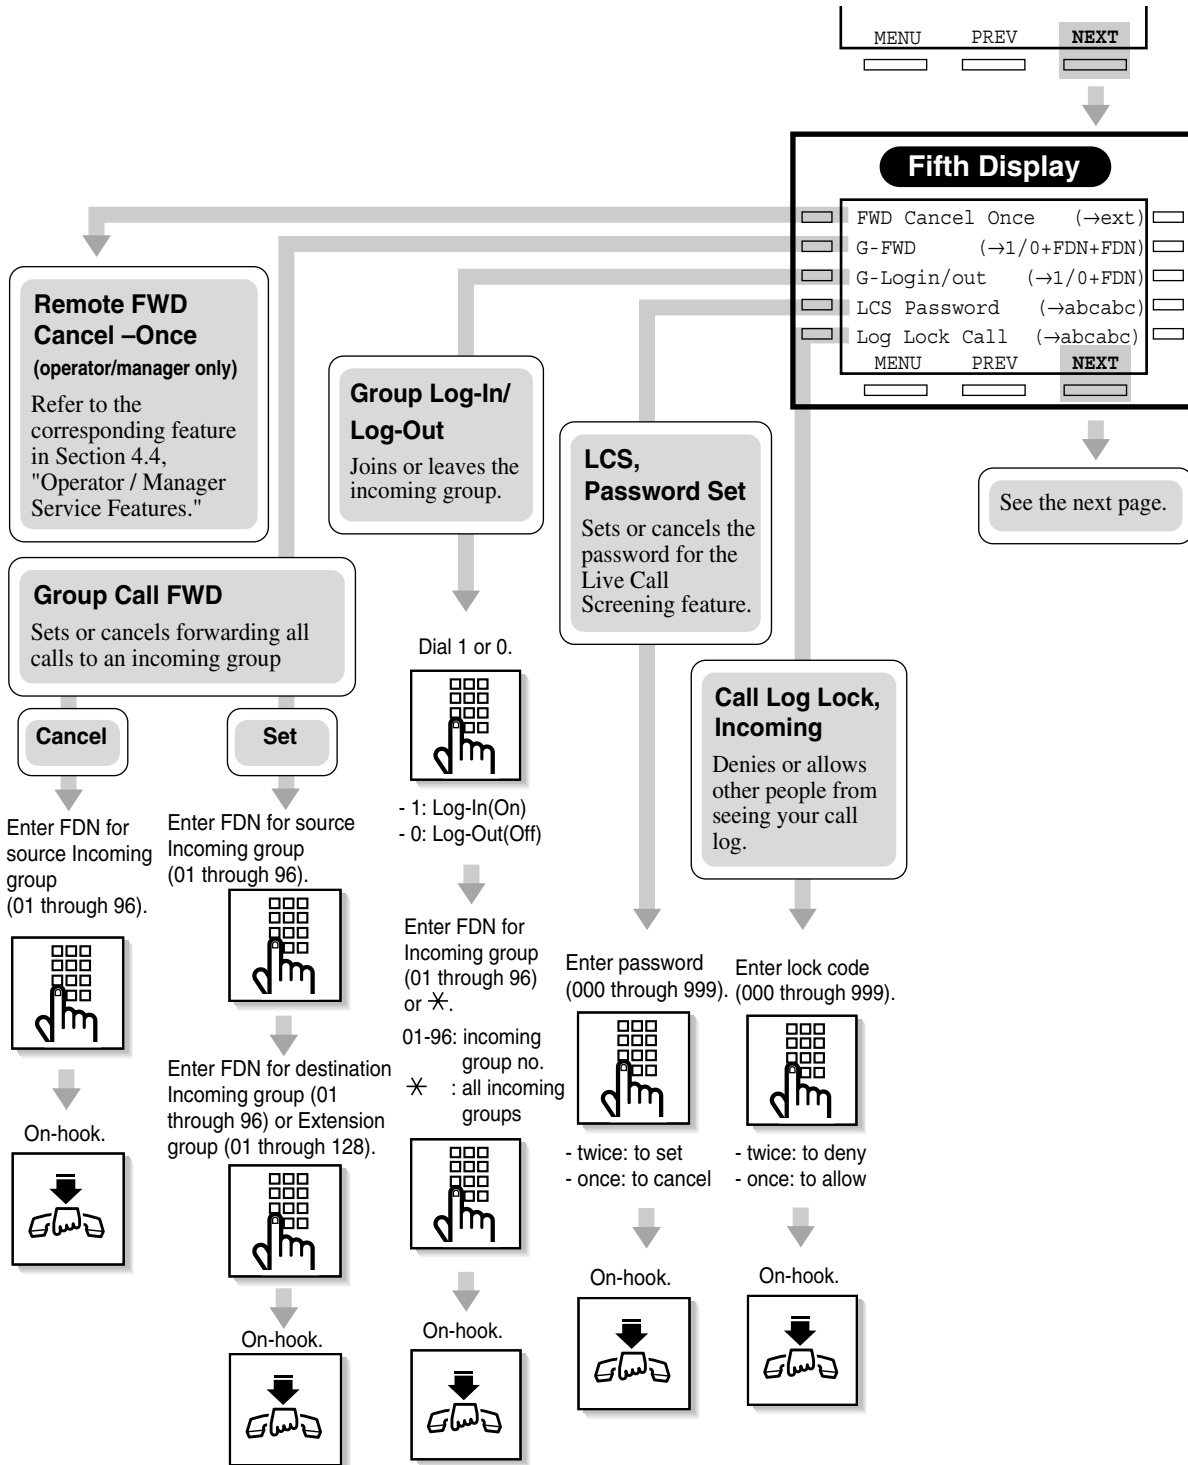 MENU PREV NEXT
Fifth Display
FWD Cancel Once (→ext)
G-FWD (→1/0+FDN+FDN)
G-Login/out (→1/0+FDN)
LCS Password (→abcabc)
Log Lock Call (→abcabc)
MENU PREV NEXT
See the next page.
Remote FWD
Cancel –Once
(operator/manager only)
Refer to the
corresponding feature
in Section 4.4,
"Operator / Manager
Service Features."
Group Call FWD
Sets or cancels forwarding all
calls to an incoming group
Cancel
Enter FDN for
source Incoming
group
(01 through 96).
On-hook.
Set
Enter FDN for source
Incoming group
(01 through 96).
Enter FDN for destination
Incoming group (01
through 96) or Extension
group (01 through 128).
On-hook.
Group Log-In/
Log-Out
Joins or leaves the
incoming group.
Dial 1 or 0.
- 1: Log-In(On)
- 0: Log-Out(Off)
Enter FDN for
Incoming group
(01 through 96)
or ✳.
01-96: incoming
group no.
✳ : all incoming
groups
On-hook.
LCS,
Password Set
Sets or cancels the
password for the
Live Call
Screening feature.
Enter password
(000 through 999).
- twice: to set
- once: to cancel
On-hook.
Call Log Lock,
Incoming
Denies or allows
other people from
seeing your call
log.
Enter lock code
(000 through 999).
- twice: to deny
- once: to allow
On-hook.